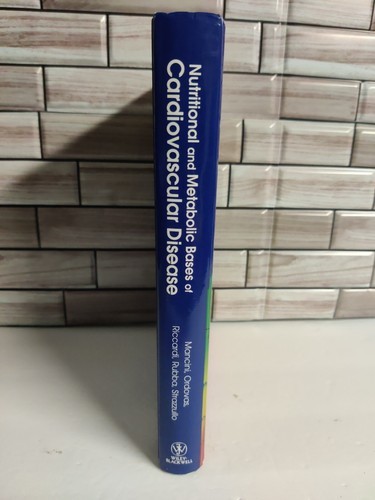 Nutritional and Metabolic Bases of
Cardiovascular Disease
Mancini, Ordovas,
Riccardi, Rubba, Strazzullo
WILEY-
BLACKWELL